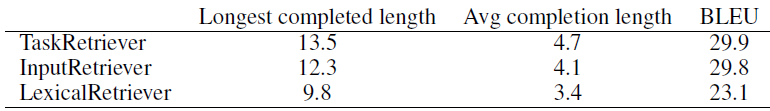 Longest completed length Avg completion length BLEU
TaskRetriever 13.5 4.7 29.9
InputRetriever 12.3 4.1 29.8
LexicalRetriever 9.8 3.4 23.1